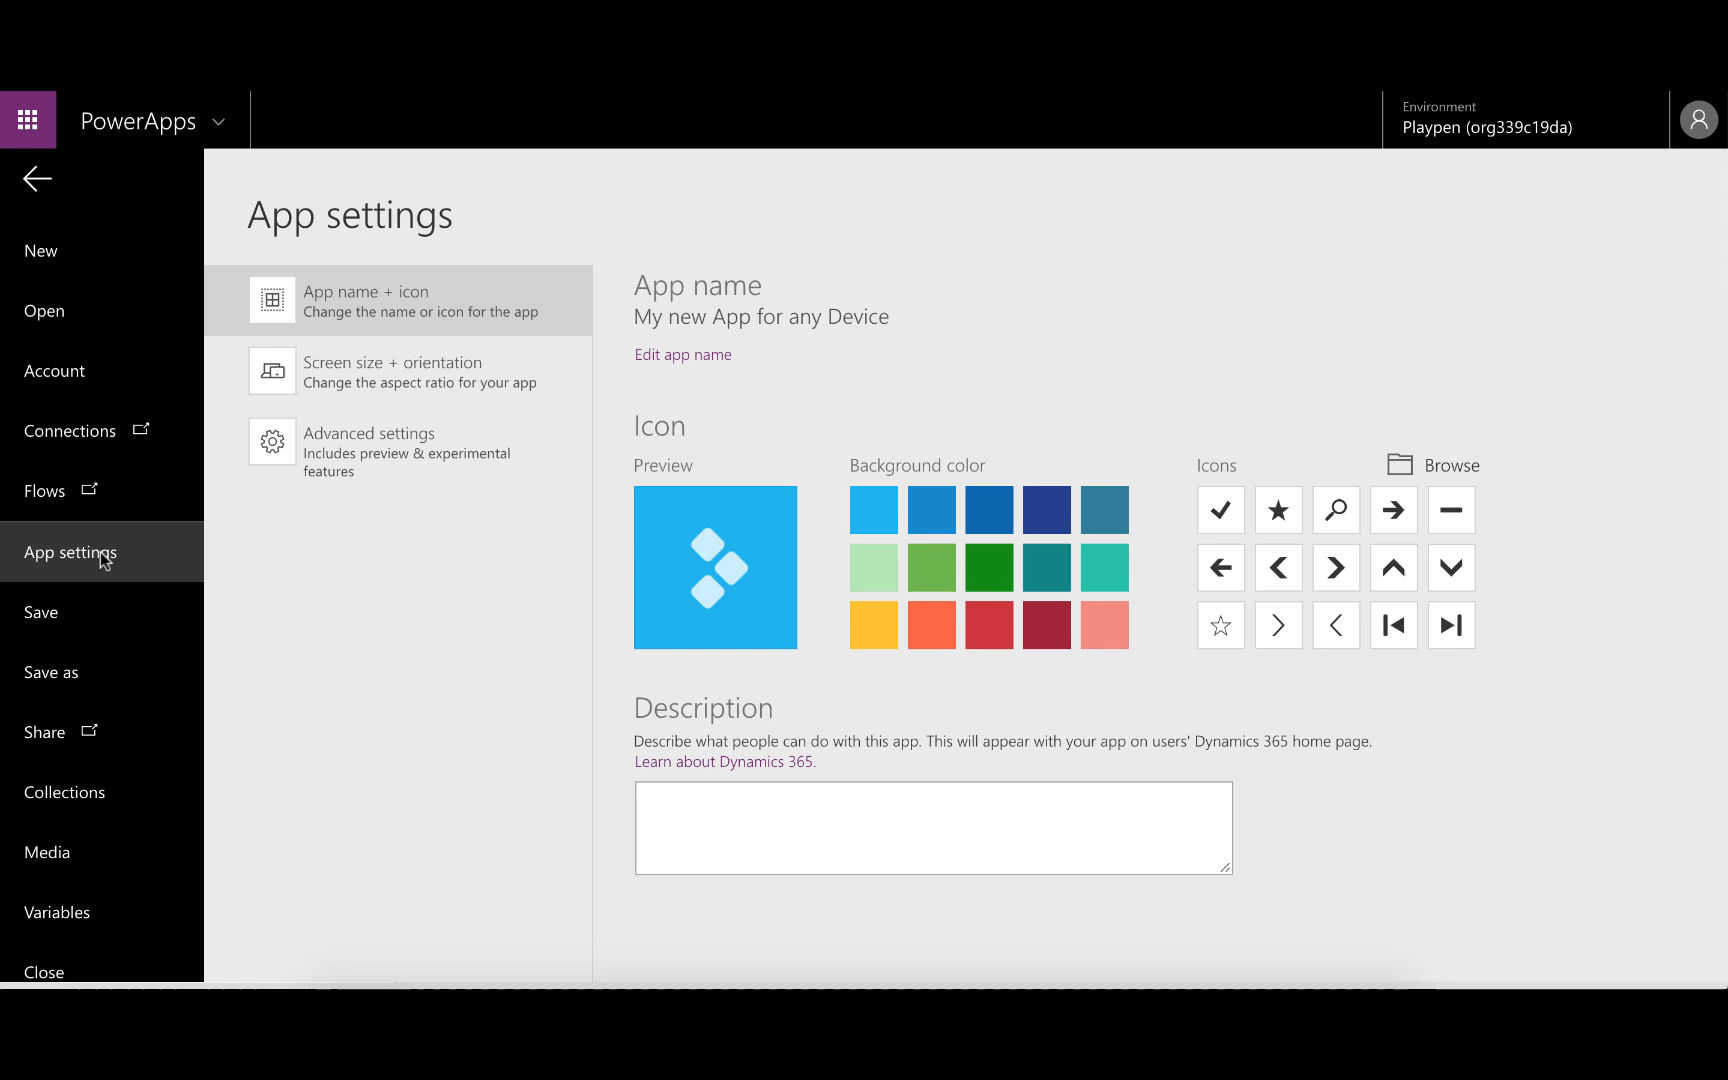 PowerApps
Environment
Playpen (org339c19da)
New
Open
Account
Connections
Flows
App settings
Save
Save as
Share
Collections
Media
Variables
Close
App settings
App name + icon
Change the name or icon for the app
Screen size + orientation
Change the aspect ratio for your app
Advanced settings
Includes preview & experimental
features
App name
My new App for any Device
Edit app name
Icon
Preview
Background color
Icons
Browse
Description
Describe what people can do with this app. This will appear with your app on users' Dynamics 365 home page.
Learn about Dynamics 365.